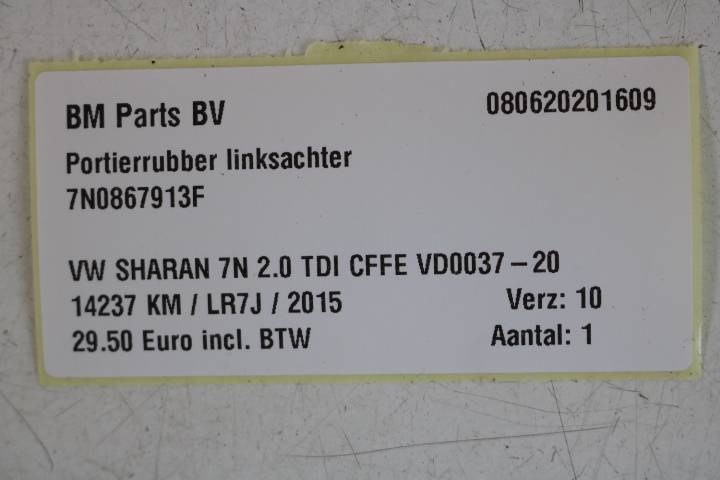 BM Parts BV 080620201609
Portierrubber linksachter
7N0867913F
VW SHARAN 7N 2.0 TDI CFFE VD0037-20
14237 KM / LR7J / 2015 Verz: 10
29.50 Euro incl. BTW Aantal: 1